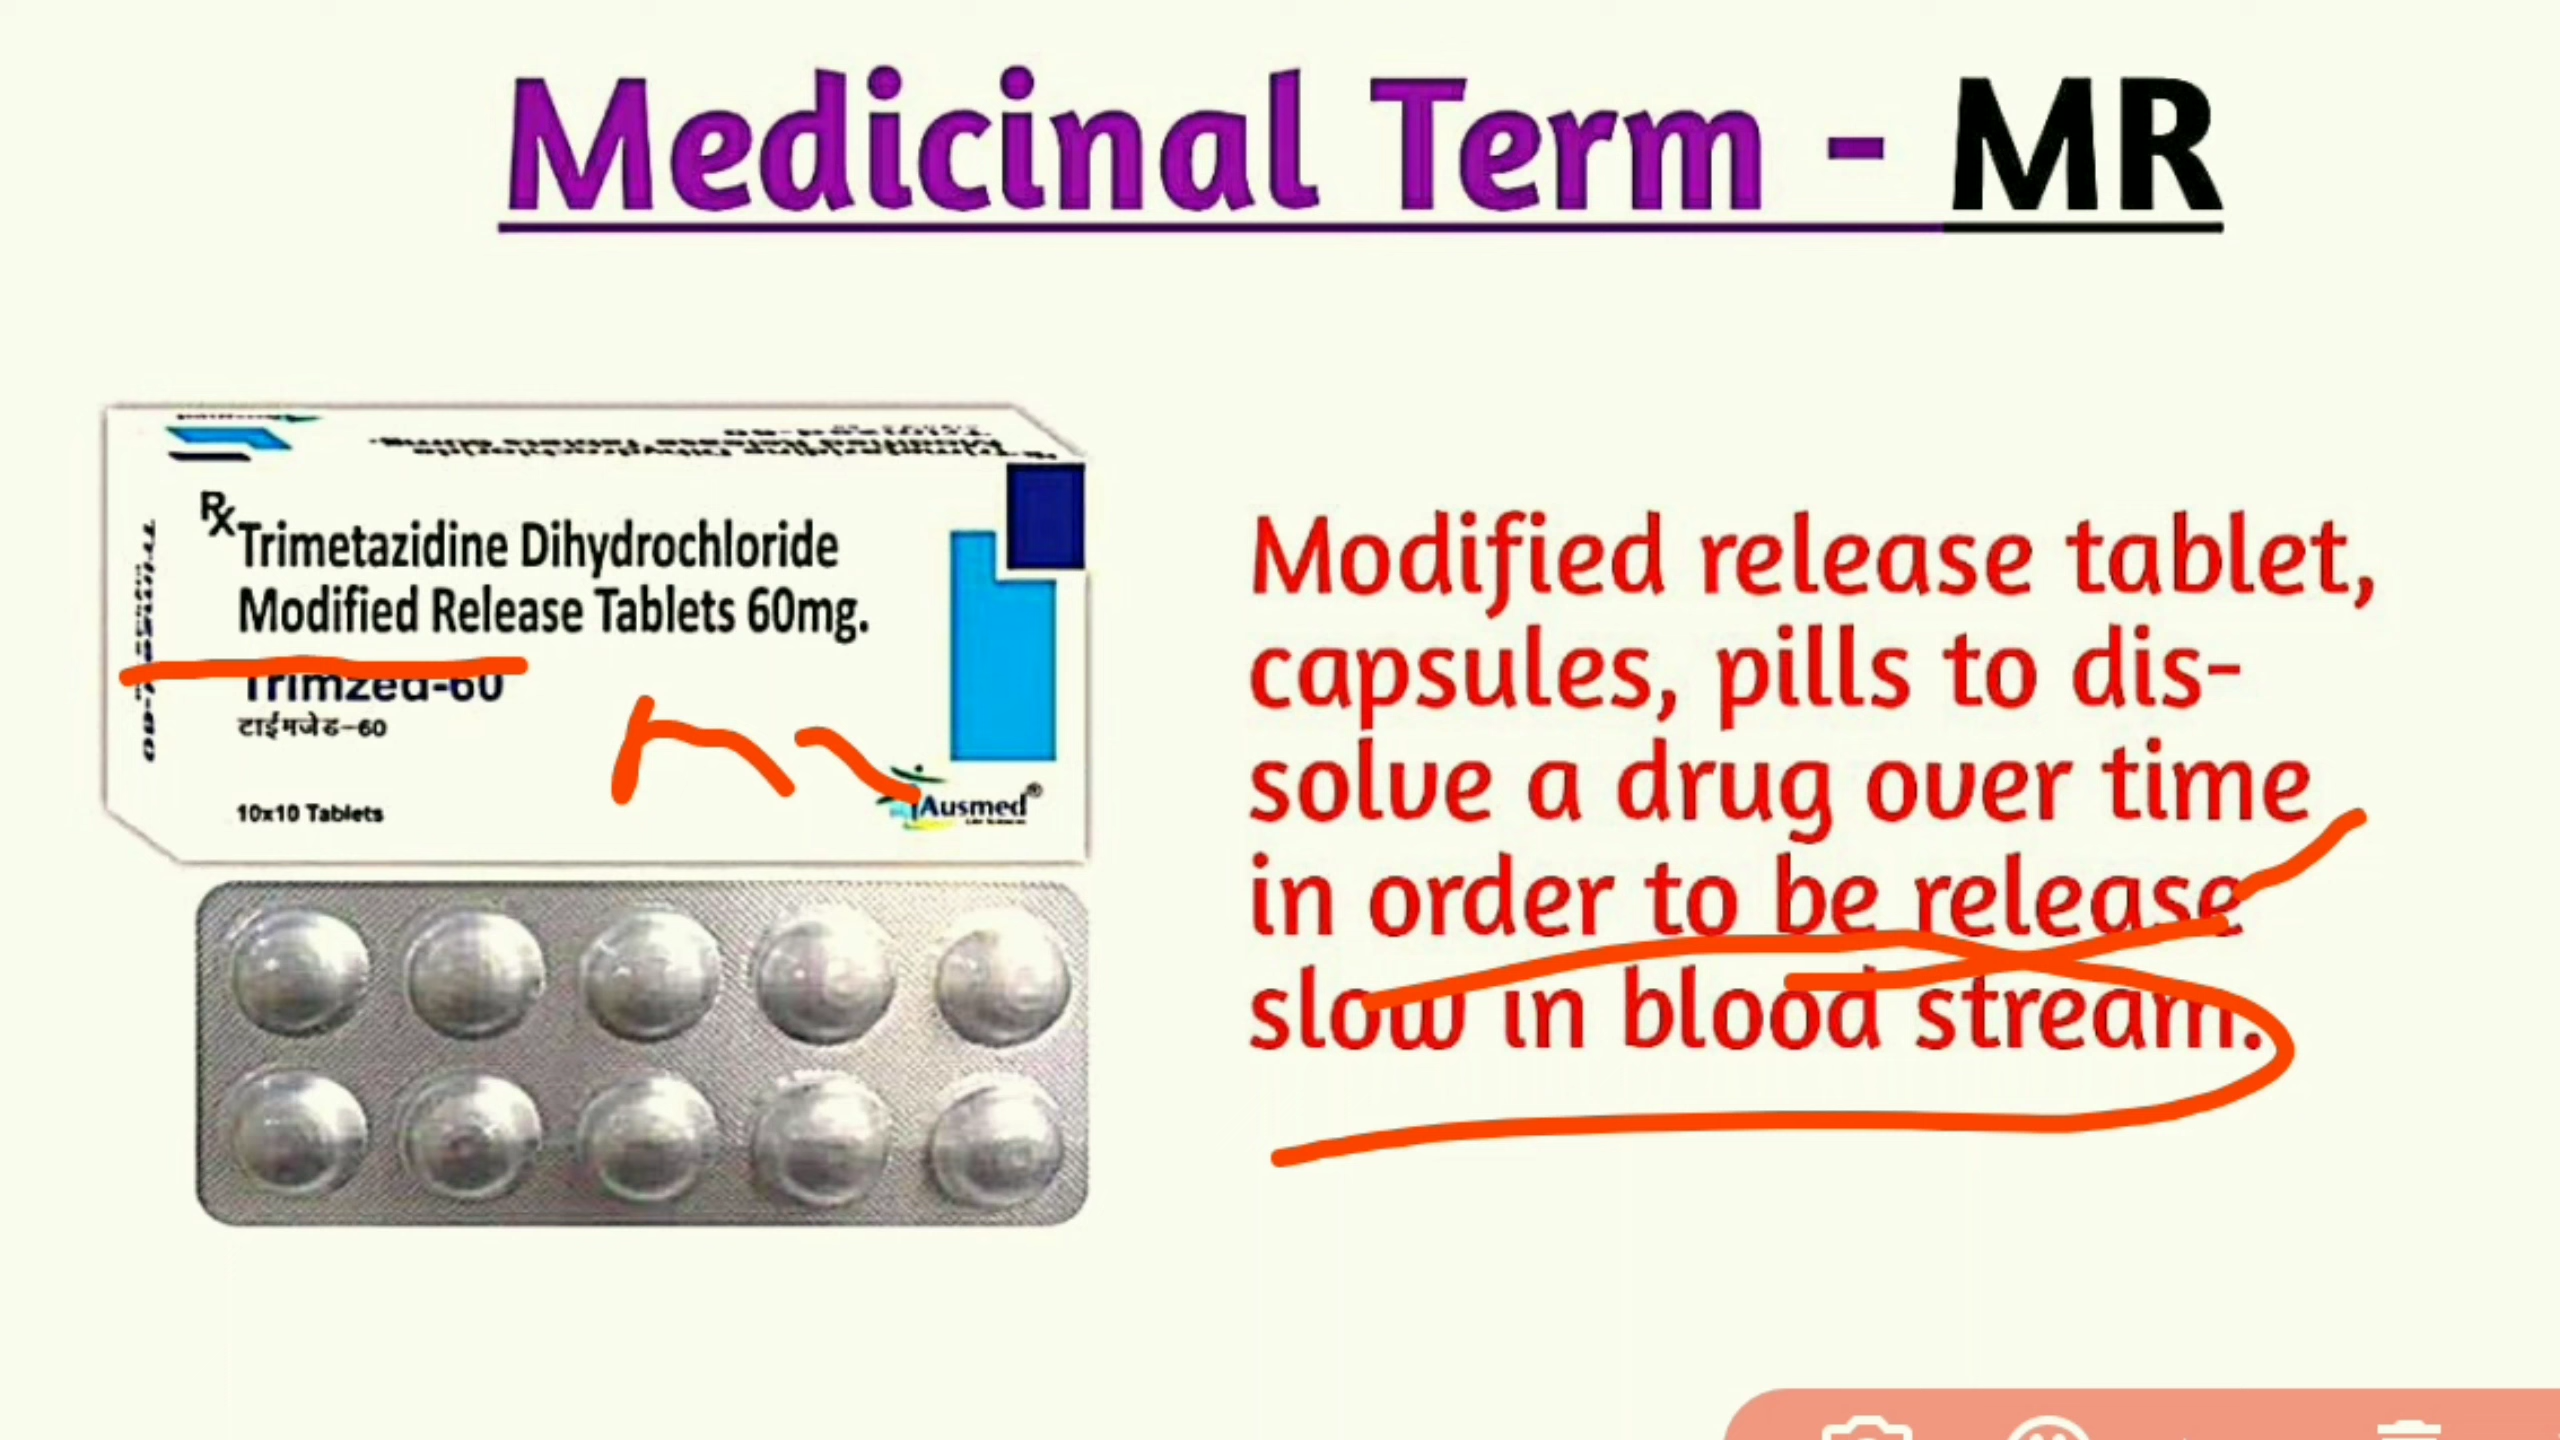 Medicinal Term - MR
Rx Trimetazidine Dihydrochloride
Modified Release Tablets 60mg.
Trimzed-60
टाईमजेड-60
10x10 Tablets
Ausmed®
Modified release tablet,
capsules, pills to dis-
solve a drug over time
in order to be release
slow in blood stream.